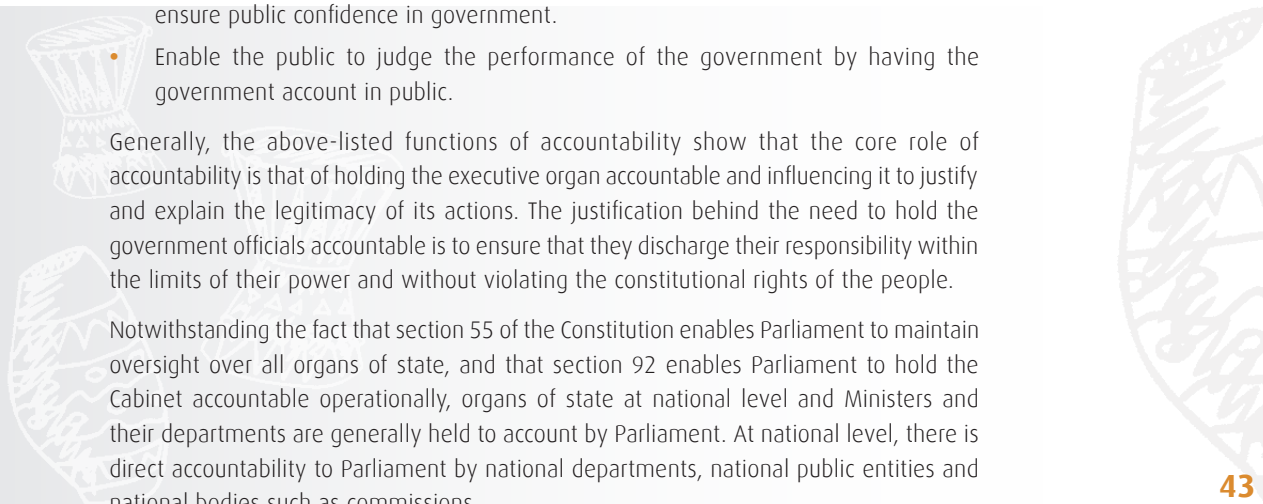 ensure public confidence in government.
• Enable the public to judge the performance of the government by having the
government account in public.
Generally, the above-listed functions of accountability show that the core role of
accountability is that of holding the executive organ accountable and influencing it to justify
and explain the legitimacy of its actions. The justification behind the need to hold the
government officials accountable is to ensure that they discharge their responsibility within
the limits of their power and without violating the constitutional rights of the people.
Notwithstanding the fact that section 55 of the Constitution enables Parliament to maintain
oversight over all organs of state, and that section 92 enables Parliament to hold the
Cabinet accountable operationally, organs of state at national level and Ministers and
their departments are generally held to account by Parliament. At national level, there is
direct accountability to Parliament by national departments, national public entities and
national bodies such as commissions.
43